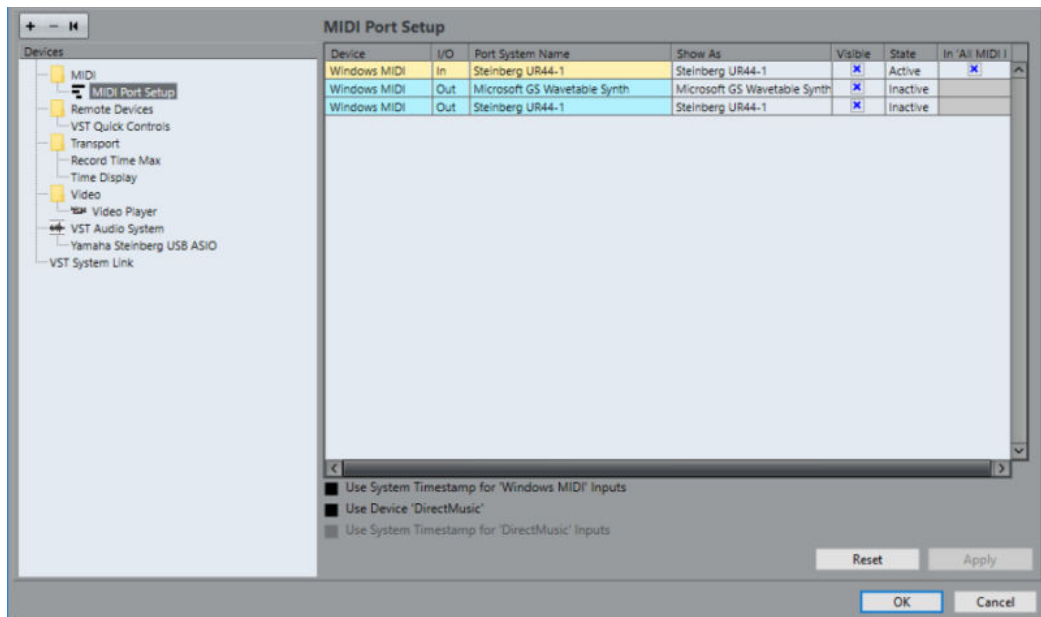 MIDI Port Setup
Devices
MIDI
MIDI Port Setup
Remote Devices
VST Quick Controls
Transport
Record Time Max
Time Display
Video
Video Player
VST Audio System
Yamaha Steinberg USB ASIO
VST System Link
Device I/O Port System Name Show As Visible State In 'All MIDI I
Windows MIDI In Steinberg UR44-1 Steinberg UR44-1 Active
Windows MIDI Out Microsoft GS Wavetable Synth Microsoft GS Wavetable Synth Inactive
Windows MIDI Out Steinberg UR44-1 Steinberg UR44-1 Inactive
Use System Timestamp for 'Windows MIDI' Inputs
Use Device 'DirectMusic'
Use System Timestamp for 'DirectMusic' Inputs
Reset Apply
OK Cancel